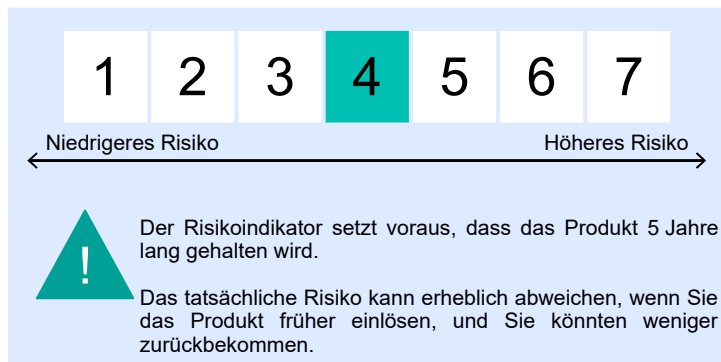 1 2 3 4 5 6 7
Niedrigeres Risiko Höheres Risiko
!
Der Risikoindikator setzt voraus, dass das Produkt 5 Jahre
lang gehalten wird.
Das tatsächliche Risiko kann erheblich abweichen, wenn Sie
das Produkt früher einlösen, und Sie könnten weniger
zurückbekommen.